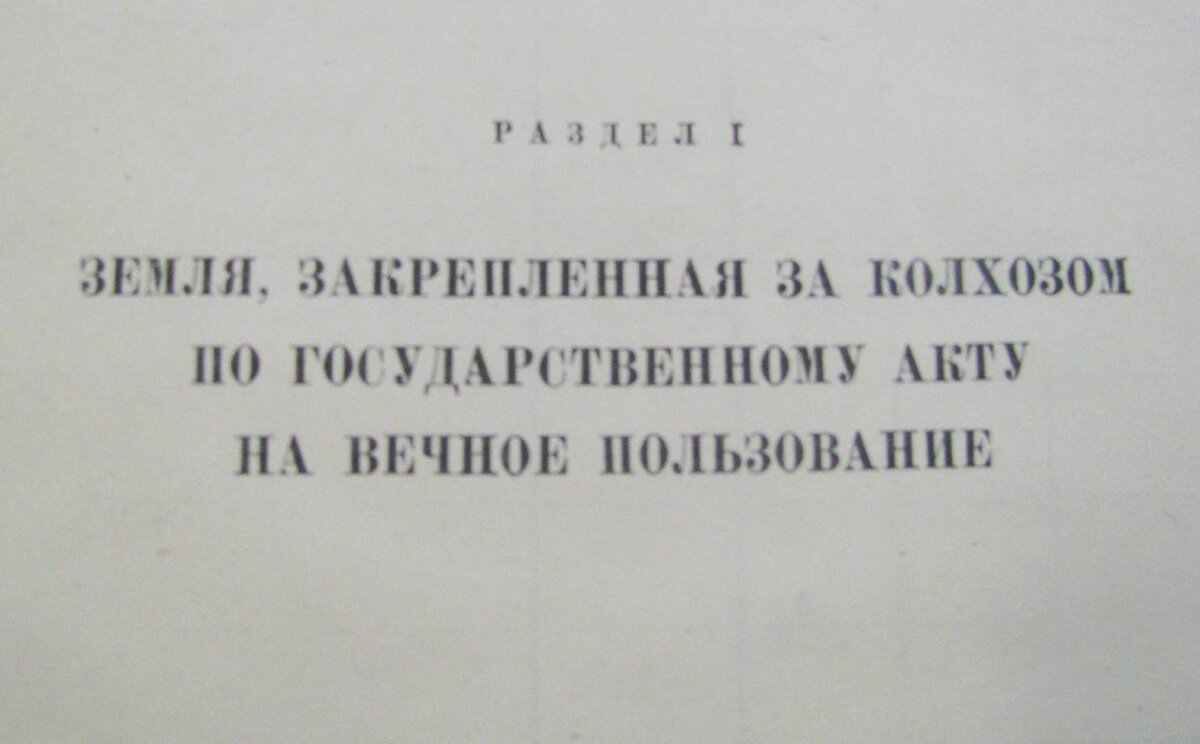 РАЗДЕЛ I
ЗЕМЛЯ, ЗАКРЕПЛЕННАЯ ЗА КОЛХОЗОМ
ПО ГОСУДАРСТВЕННОМУ АКТУ
НА ВЕЧНОЕ ПОЛЬЗОВАНИЕ